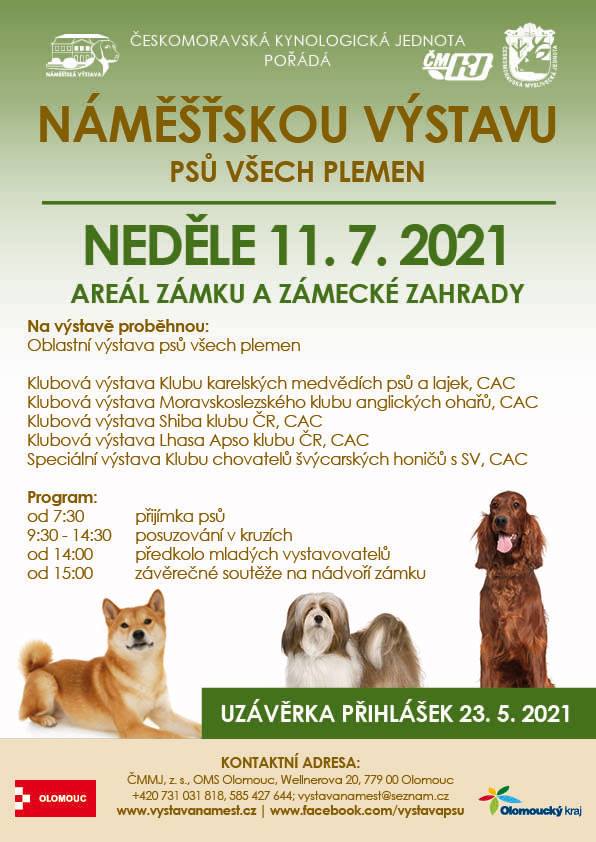 ČESKOMORAVSKÁ KYNOLOGICKÁ JEDNOTA
POŘÁDÁ
NÁMĚŠŤSKÁ VÝSTAVA
ČMKJ
ČESKOMORAVSKÁ MYSLIVECKÁ JEDNOTA
NÁMĚŠŤSKOU VÝSTAVU
PSŮ VŠECH PLEMEN
NEDĚLE 11. 7. 2021
AREÁL ZÁMKU A ZÁMECKÉ ZAHRADY
Na výstavě proběhnou:
Oblastní výstava psů všech plemen
Klubová výstava Klubu karelských medvědích psů a lajek, CAC
Klubová výstava Moravskoslezského klubu anglických ohařů, CAC
Klubová výstava Shiba klubu ČR, CAC
Klubová výstava Lhasa Apso klubu ČR, CAC
Speciální výstava Klubu chovatelů švýcarských honičů s SV, CAC
Program:
od 7:30 přijímka psů
9:30 - 14:30 posuzování v kruzích
od 14:00 předkolo mladých vystavovatelů
od 15:00 závěrečné soutěže na nádvoří zámku
UZÁVĚRKA PŘIHLÁŠEK 23. 5. 2021
KONTAKTNÍ ADRESA:
ČMMJ, z. s., OMS Olomouc, Wellnerova 20, 779 00 Olomouc
+420 731 031 818, 585 427 644; vystavanamest@seznam.cz
www.vystavanamest.cz | www.facebook.com/vystavapsu
OLOMOUC
Olomoucký kraj